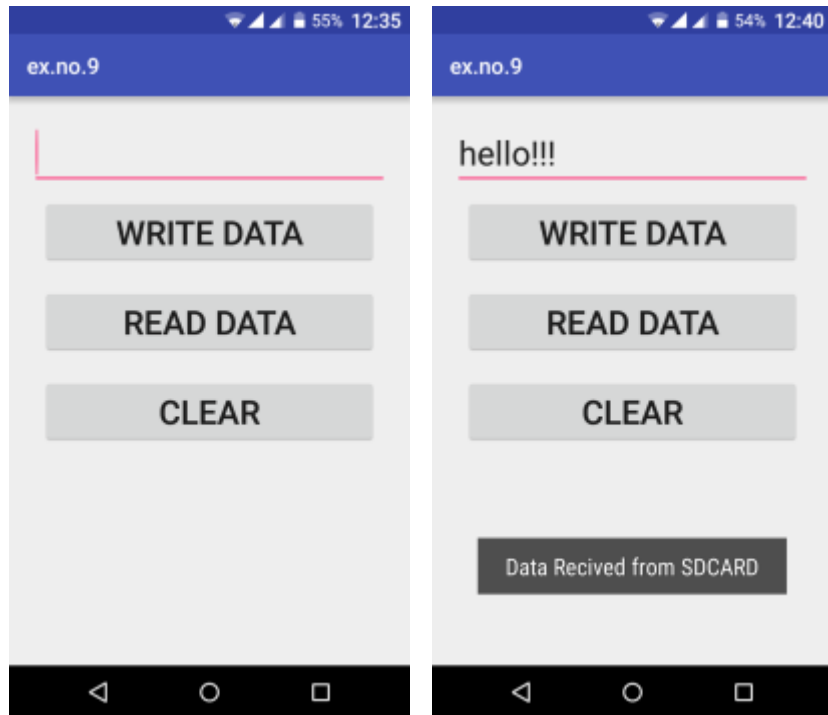 55% 12:35
ex.no.9
WRITE DATA
READ DATA
CLEAR
54% 12:40
ex.no.9
hello!!!
WRITE DATA
READ DATA
CLEAR
Data Recived from SDCARD